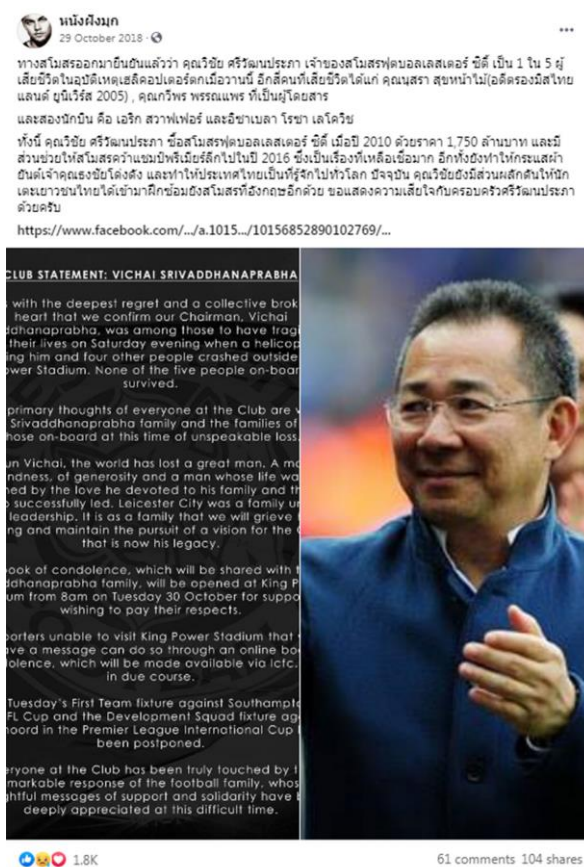 หนังฝังมุก
29 October 2018 ·
ทางสโมสรออกมายืนยันแล้วว่า คุณวิชัย ศรีวัฒนประภา เจ้าของสโมสรฟุตบอลเลสเตอร์ ซิตี้ เป็น 1 ใน 5 ผู้
เสียชีวิตในอุบัติเหตุเฮลิคอปเตอร์ตกเมื่อวานนี้ อีกสี่คนที่เสียชีวิตได้แก่ คุณนุสรา สุขหน้าไม้(อดีตรองมิสไทย
แลนด์ ยูนิเวิร์ส 2005) , คุณกวีพร พรรณแพร ที่เป็นผู้โดยสาร
และสองนักบิน คือ เอริก สวาฟเฟอร์ และอิซาเบลา โรซา เลโควิช
ทั้งนี้ คุณวิชัย ศรีวัฒนประภา ซื้อสโมสรฟุตบอลเลสเตอร์ ซิตี้ เมื่อปี 2010 ด้วยราคา 1,750 ล้านบาท และมี
ส่วนช่วยให้สโมสรคว้าแชมป์พรีเมียร์ลีกไปในปี 2016 ซึ่งเป็นเรื่องที่เหลือเชื่อมาก อีกทั้งยังทำให้กระแสผ้า
ยันต์เจ้าคุณธงชัยโด่งดัง และทำให้ประเทศไทยเป็นที่รู้จักไปทั่วโลก ปัจจุบัน คุณวิชัยยังมีส่วนผลักดันให้นัก
เตะเยาวชนไทยได้เข้ามาฝึกซ้อมยังสโมสรที่อังกฤษอีกด้วย ขอแสดงความเสียใจกับครอบครัวศรีวัฒนประภา
ด้วยครับ
https://www.facebook.com/.../a.1015.../10156852890102769/...
CLUB STATEMENT: VICHAI SRIVADDHANAPRABHA
with the deepest regret and a collective brok
heart that we confirm our Chairman, Vichai
ddhanaprabha, was among those to have tragi
their lives on Saturday evening when a helicop
ing him and four other people crashed outside
ower Stadium. None of the five people on-boar
survived.
primary thoughts of everyone at the Club are
Srivaddhanaprabha family and the families of
hose on-board at this time of unspeakable loss.
un Vichai, the world has lost a great man. A ma
ndness, of generosity and a man whose life wa
ned by the love he devoted to his family and th
successfully led. Leicester City was a family un
leadership. It is as a family that we will grieve
ng and maintain the pursuit of a vision for the
that is now his legacy.
ook of condolence, which will be shared with
ddhanaprabha family, will be opened at King P
um from 8am on Tuesday 30 October for suppo
wishing to pay their respects.
porters unable to visit King Power Stadium that
ave a message can do so through an online bo
olence, which will be made available via lcfc.
in due course.
Tuesday's First Team fixture against Southampto
FL Cup and the Development Squad fixture ag
noord in the Premier League International Cup
been postponed.
eryone at the Club has been truly touched by
markable response of the football family, whos
ghtful messages of support and solidarity have
deeply appreciated at this difficult time.
1.8K
61 comments 104 shares